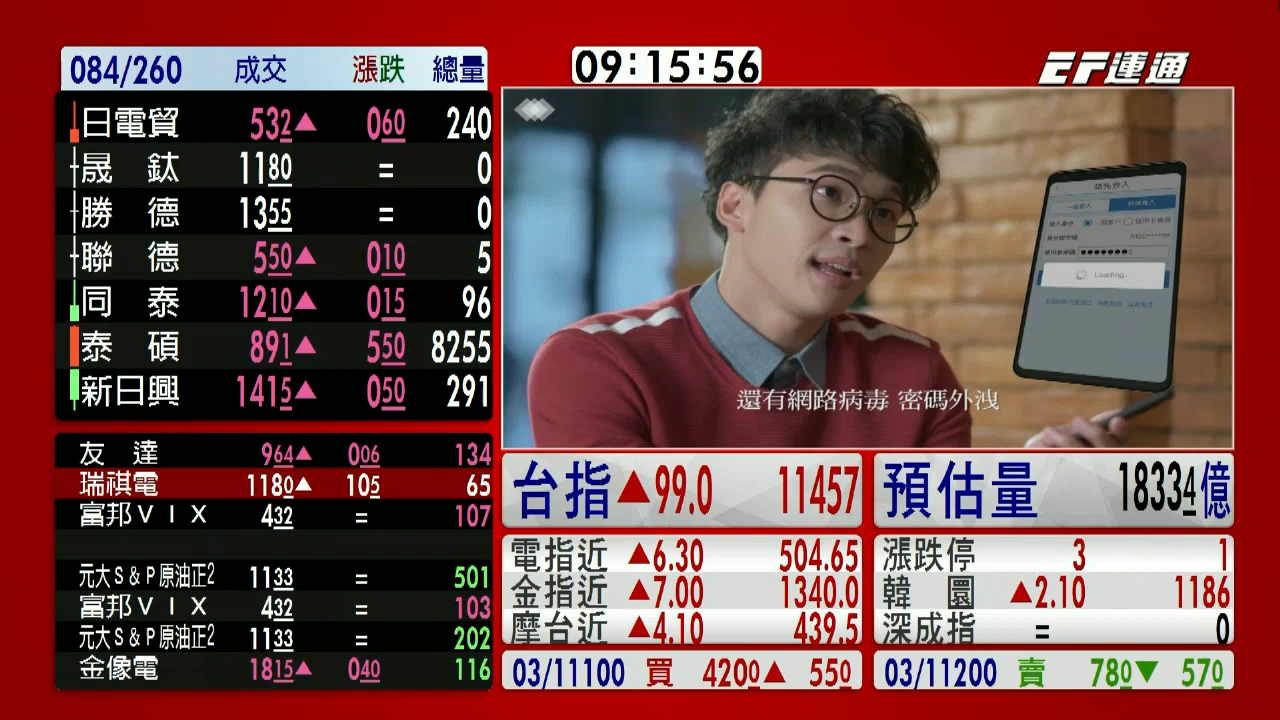 084/260 成交 漲跌 總量
09:15:56
EF運通
日電貿 532▲ 060 240
晟鈦 1180 = 0
勝德 1355 = 0
聯德 550▲ 010 5
同泰 1210▲ 015 96
泰碩 891▲ 550 8255
新日興 1415▲ 050 291
友達 964▲ 006 134
瑞祺電 1180▲ 105 65
富邦VIX 432 = 107
元大S&P原油正2 1133 = 501
富邦VIX 432 = 103
元大S&P原油正2 1133 = 202
金像電 1815▲ 040 116
請先登入
Loading..
還有網路病毒 密碼外洩
台指▲99.0 11457
預估量 18334億
電指近 ▲6.30 504.65
金指近 ▲7.00 1340.0
摩台近 ▲4.10 439.5
漲跌停 3 1
韓圜 ▲2.10 1186
深成指 = 0
03/11100 買 4200▲ 550
03/11200 賣 780▼ 570